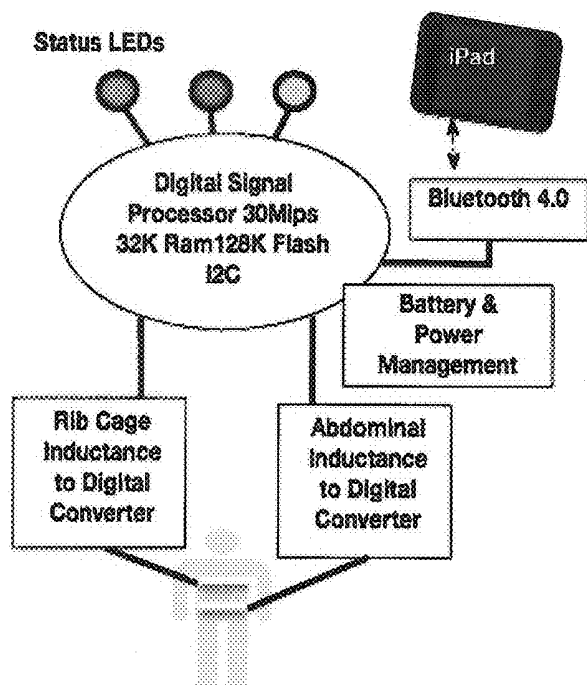 Status LEDs
iPad
Digital Signal
Processor 30Mips
32K Ram128K Flash
I2C
Bluetooth 4.0
Battery &
Power
Management
Rib Cage
Inductance
to Digital
Converter
Abdominal
Inductance
to Digital
Converter